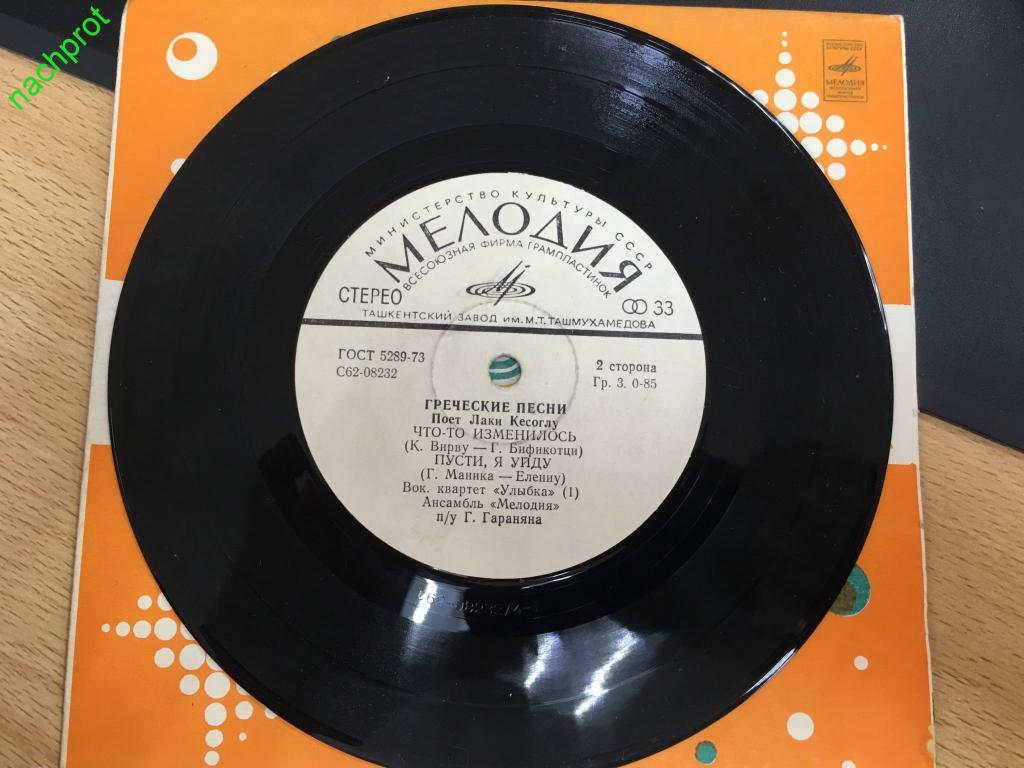 nachprot
МЕЛОДИЯ
МИНИСТЕРСТВО КУЛЬТУРЫ СССР
МЕЛОДИЯ
ВСЕСОЮЗНАЯ ФИРМА ГРАМПЛАСТИНОК
СТЕРЕО 33
ТАШКЕНТСКИЙ ЗАВОД ИМ. М.Т. ТАШМУХАМЕДОВА
ГОСТ 5289-73
С62-08232
2 сторона
Гр. 3. 0-85
ГРЕЧЕСКИЕ ПЕСНИ
Поет Лаки Кесоглу
ЧТО-ТО ИЗМЕНИЛОСЬ
(К. Вирву — Г. Бификотци)
ПУСТИ, Я УЙДУ
(Г. Маника — Елениу)
Вок. квартет «Улыбка» (1)
Ансамбль «Мелодия»
п/у Г. Гараняна